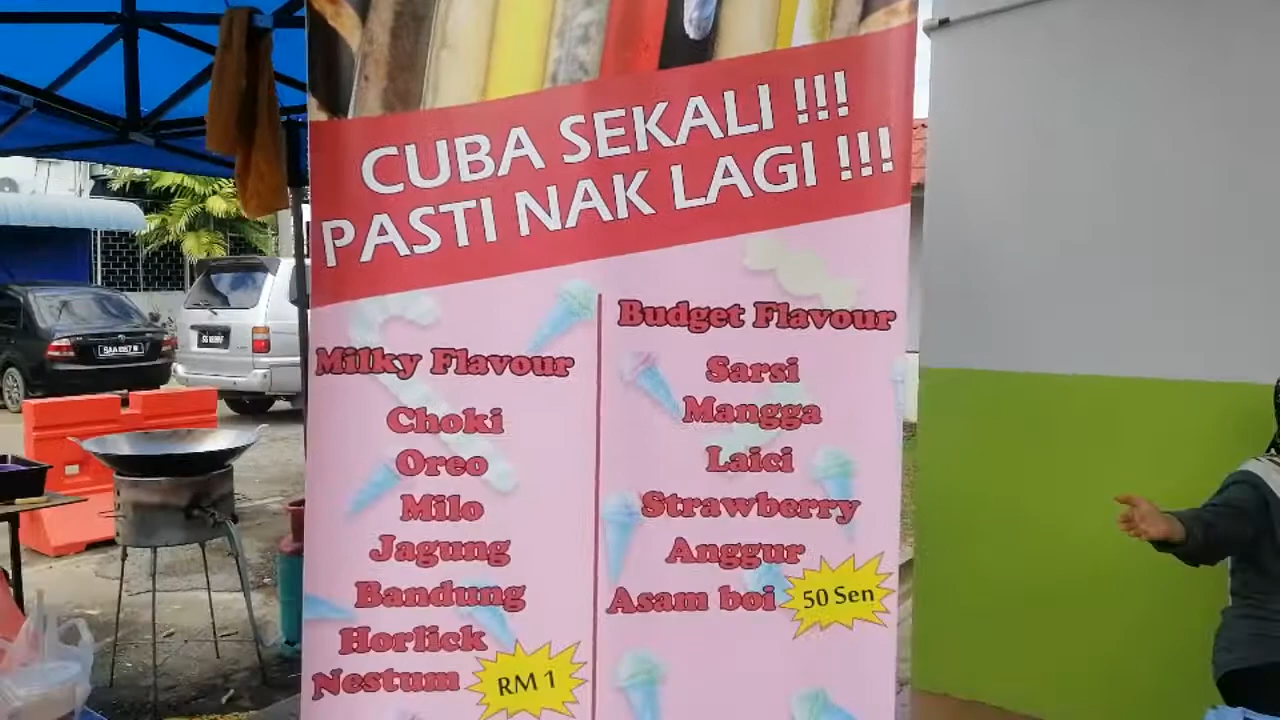 CUBA SEKALI !!!
PASTI NAK LAGI !!!
Milky Flavour
Choki
Oreo
Milo
Jagung
Bandung
Horlick
Nestum
RM 1
Budget Flavour
Sarsi
Mangga
Laici
Strawberry
Anggur
Asam boi
50 Sen